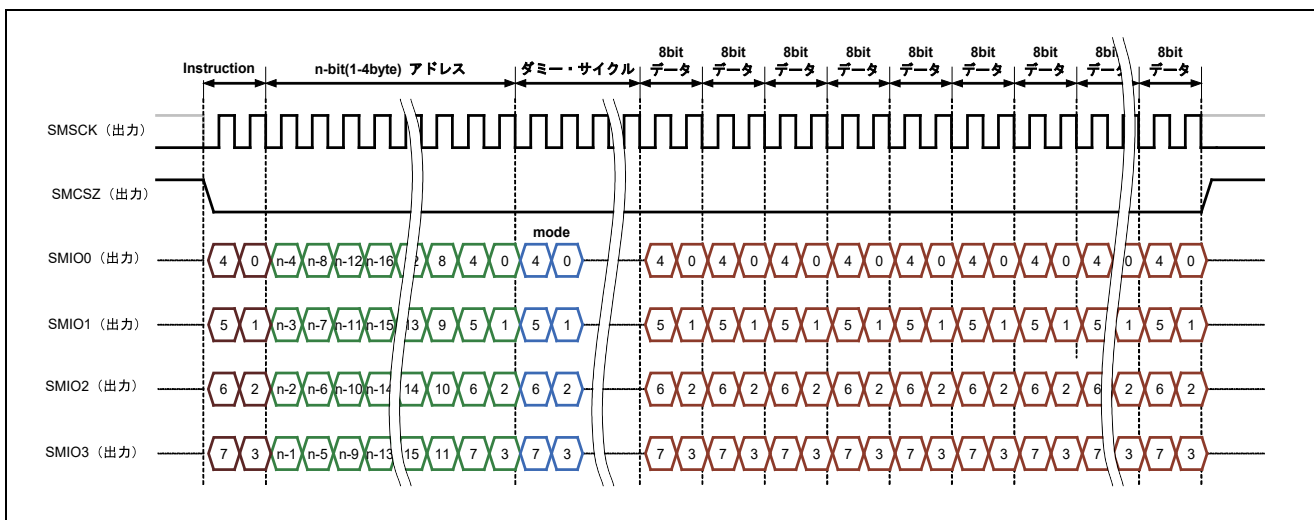 8bit 8bit 8bit 8bit 8bit 8bit 8bit 8bit 8bit
Instruction n-bit(1-4byte) アドレス ダミー・サイクル データ データ データ データ データ データ データ データ データ
SMSCK（出力）
SMCSZ（出力）
mode
SMIO0（出力） 4 0 n-4 n-8 n-12 n-16 8 4 0 4 0 4 0 4 0 4 0 4 0 4 0 4 0 4 0 4 0 4 0
SMIO1（出力） 5 1 n-3 n-7 n-11 n-15 13 9 5 1 5 1 5 1 5 1 5 1 5 1 5 1 5 1 5 1 5 1 5 1
SMIO2（出力） 6 2 n-2 n-6 n-10 n-14 14 10 6 2 6 2 6 2 6 2 6 2 6 2 6 2 6 2 6 2 6 2 6 2
SMIO3（出力） 7 3 n-1 n-5 n-9 n-13 15 11 7 3 7 3 7 3 7 3 7 3 7 3 7 3 7 3 7 3 7 3 7 3